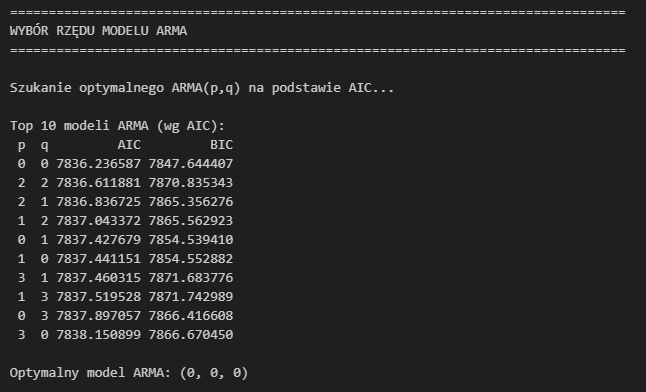 ================================================================================
WYBÓR RZĘDU MODELU ARMA
================================================================================
Szukanie optymalnego ARMA(p,q) na podstawie AIC...
Top 10 modeli ARMA (wg AIC):
p q AIC BIC
0 0 7836.236587 7847.644407
2 2 7836.611881 7870.835343
2 1 7836.836725 7865.356276
1 2 7837.043372 7865.562923
0 1 7837.427679 7854.539410
1 0 7837.441151 7854.552882
3 1 7837.460315 7871.683776
1 3 7837.519528 7871.742989
0 3 7837.897057 7866.416608
3 0 7838.150899 7866.670450
Optymalny model ARMA: (0, 0, 0)